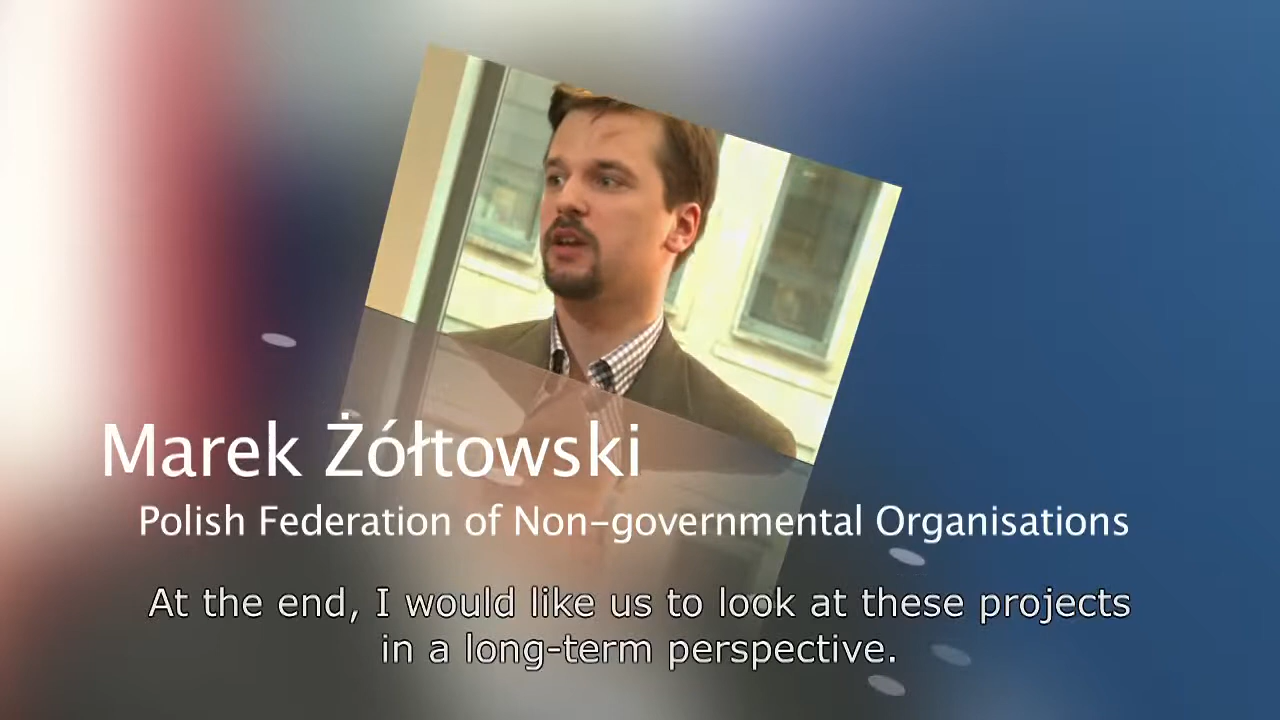 Marek Żółtowski
Polish Federation of Non-governmental Organisations
At the end, I would like us to look at these projects
in a long-term perspective.